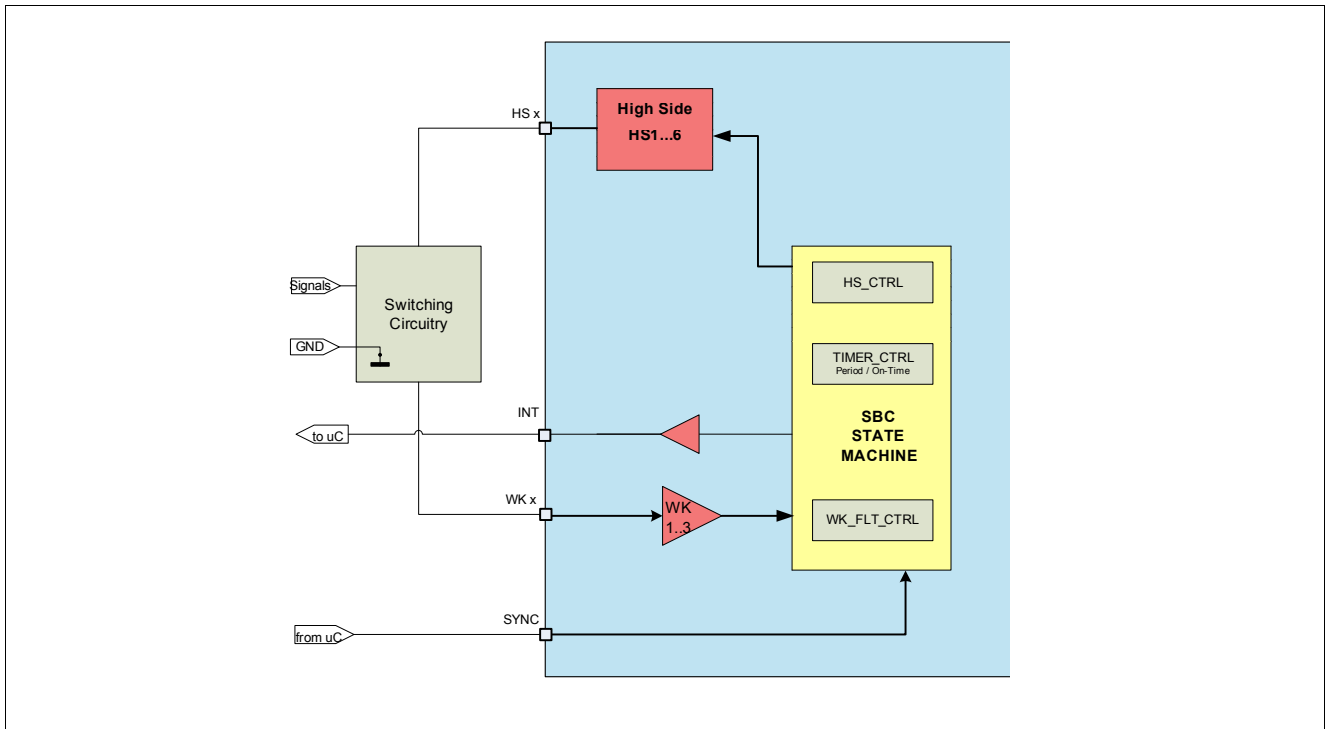 High Side
HS x
HS1...6
Signals
Switching
Circuitry
GND
HS_CTRL
TIMER_CTRL
Period / On-Time
INT
to uC
SBC
STATE
MACHINE
WK x
WK
1..3
WK_FLT_CTRL
SYNC
from uC